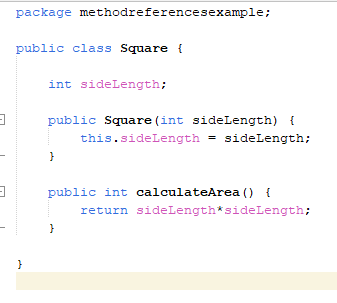 package methodreferencesexample;
public class Square {
int sideLength;
public Square(int sideLength) {
this.sideLength = sideLength;
}
public int calculateArea() {
return sideLength*sideLength;
}
}